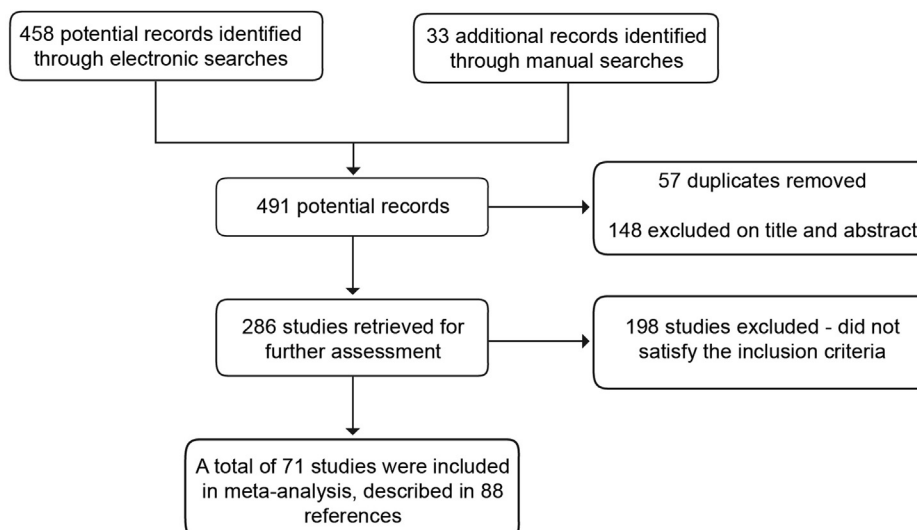 458 potential records identified
through electronic searches
33 additional records identified
through manual searches
491 potential records
57 duplicates removed
148 excluded on title and abstract
286 studies retrieved for
further assessment
198 studies excluded - did not
satisfy the inclusion criteria
A total of 71 studies were included
in meta-analysis, described in 88
references